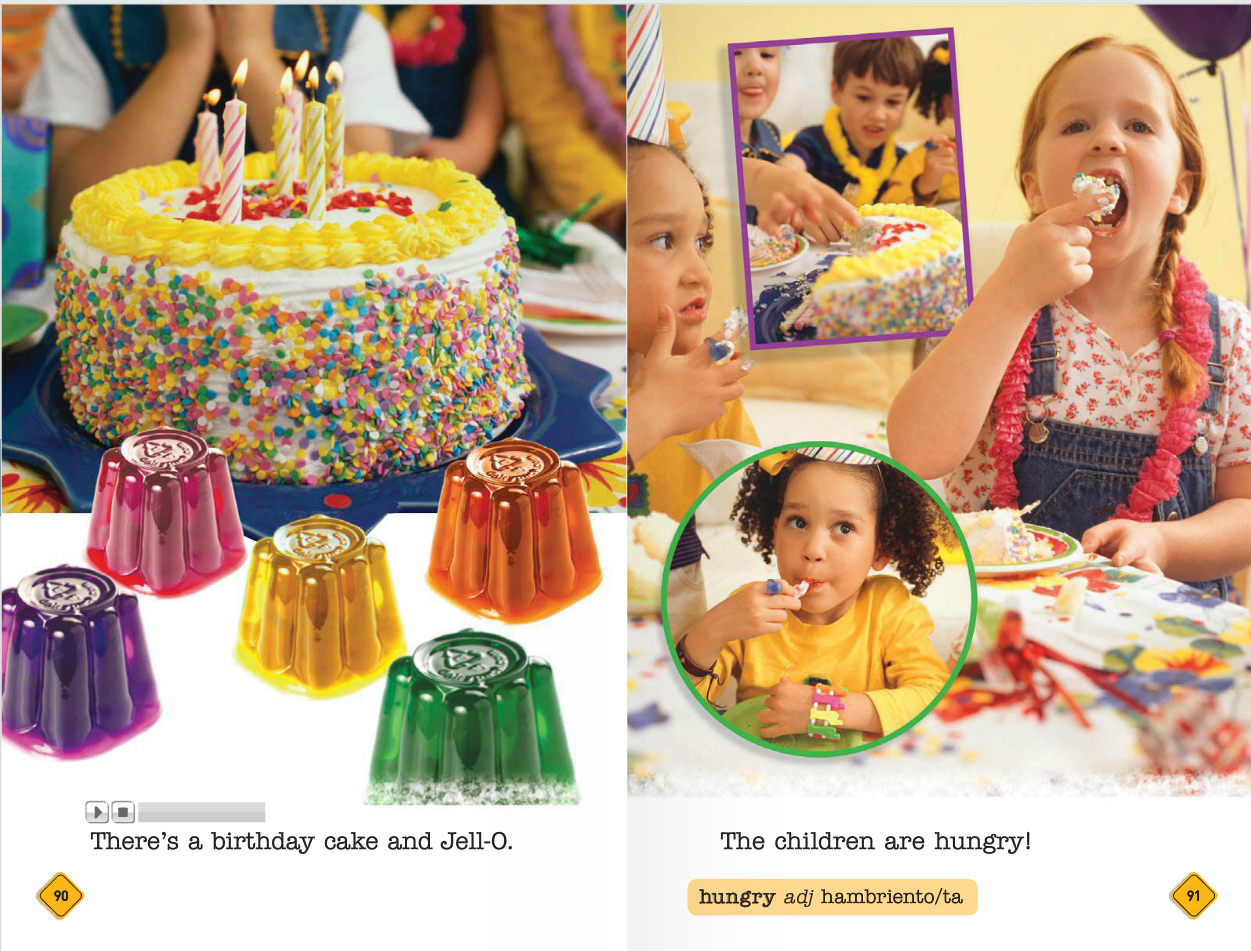 There's a birthday cake and Jell-O.
90
The children are hungry!
hungry adj hambriento/ta
91